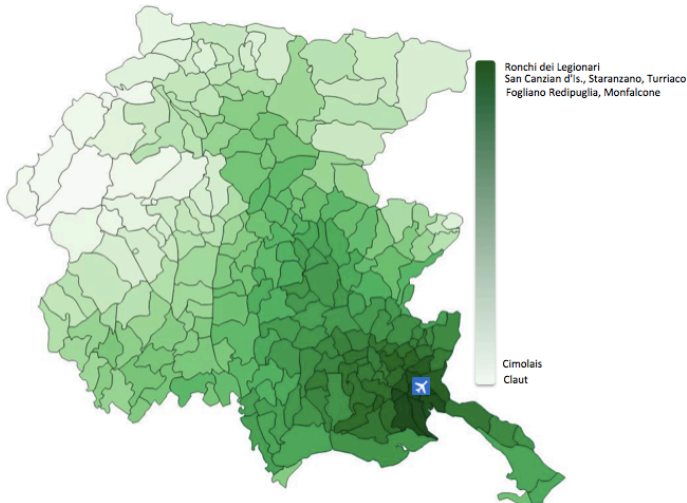 Ronchi dei Legionari
San Canzian d'Is., Staranzano, Turriaco
Fogliano Redipuglia, Monfalcone
Cimolais
Claut